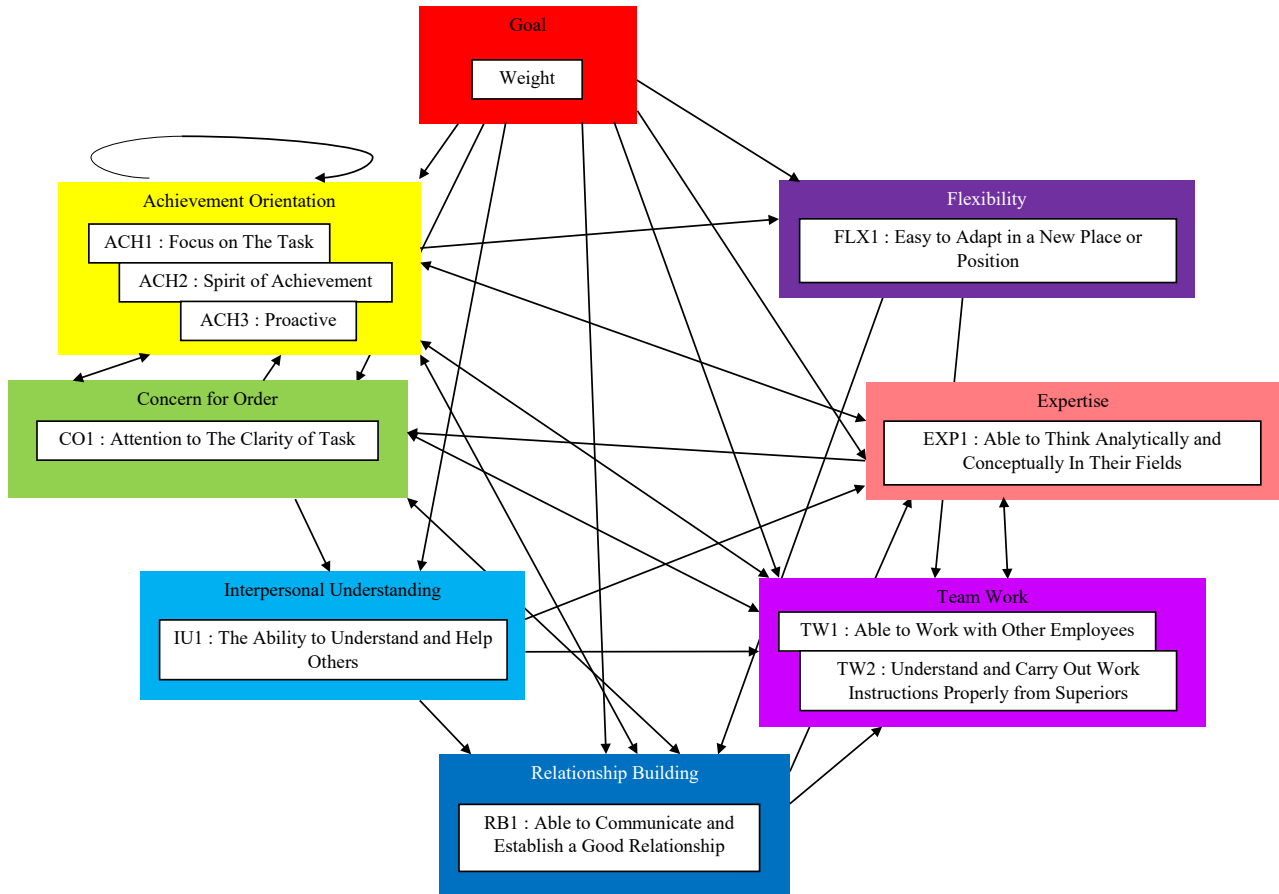 Goal
Weight
Achievement Orientation
ACH1 : Focus on The Task
ACH2 : Spirit of Achievement
ACH3 : Proactive
Flexibility
FLX1 : Easy to Adapt in a New Place or
Position
Concern for Order
CO1 : Attention to The Clarity of Task
Expertise
EXP1 : Able to Think Analytically and
Conceptually In Their Fields
Interpersonal Understanding
IU1 : The Ability to Understand and Help
Others
Team Work
TW1 : Able to Work with Other Employees
TW2 : Understand and Carry Out Work
Instructions Properly from Superiors
Relationship Building
RB1 : Able to Communicate and
Establish a Good Relationship